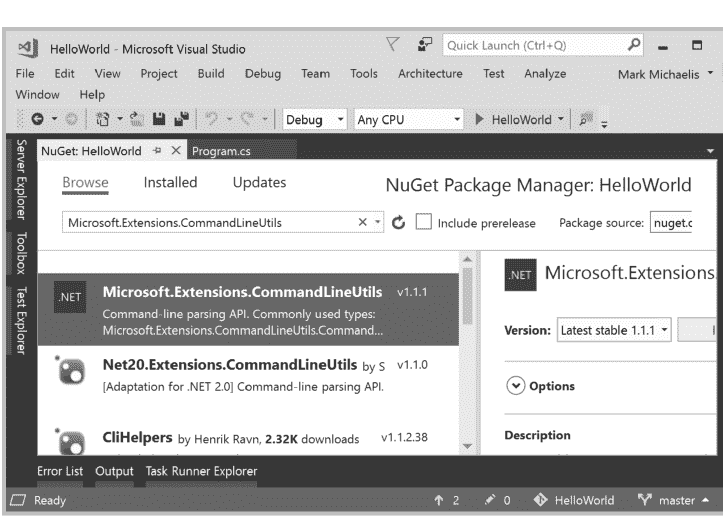 HelloWorld - Microsoft Visual Studio
Quick Launch (Ctrl+Q)
File Edit View Project Build Debug Team Tools Architecture Test Analyze Mark Michaelis
Window Help
Debug Any CPU HelloWorld
Server Explorer
Toolbox
Test Explorer
NuGet: HelloWorld Program.cs
Browse Installed Updates NuGet Package Manager: HelloWorld
Microsoft.Extensions.CommandLineUtils Include prerelease Package source: nuget.c
.NET Microsoft.Extensions.CommandLineUtils v1.1.1
Command-line parsing API. Commonly used types:
Microsoft.Extensions.CommandLineUtils.Command...
Net20.Extensions.CommandLineUtils by S v1.1.0
[Adaptation for .NET 2.0] Command-line parsing API.
CliHelpers by Henrik Ravn, 2.32K downloads v1.1.2.38
.NET Microsoft.Extensions.
Version: Latest stable 1.1.1
Options
Description
Error List Output Task Runner Explorer
Ready 2 0 HelloWorld master